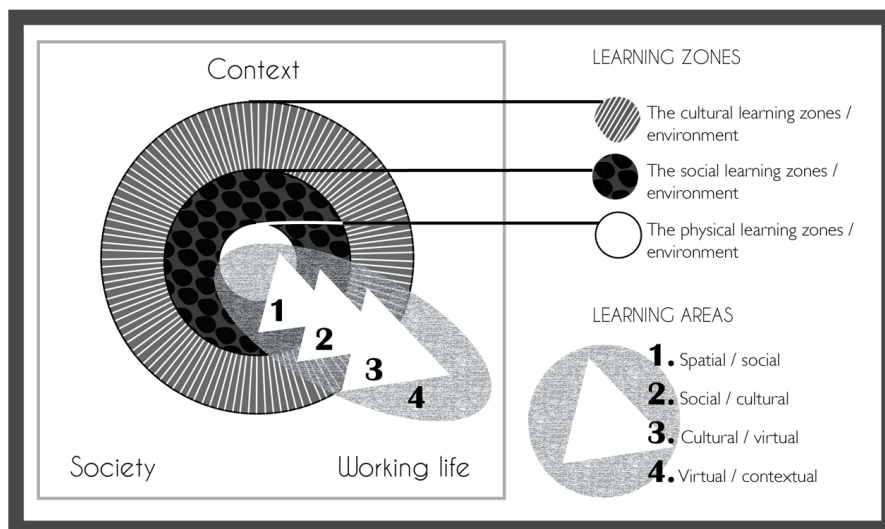 Context
1
2
3
4
Society
Working life
LEARNING ZONES
The cultural learning zones /
environment
The social learning zones /
environment
The physical learning zones /
environment
LEARNING AREAS
1. Spatial / social
2. Social / cultural
3. Cultural / virtual
4. Virtual / contextual